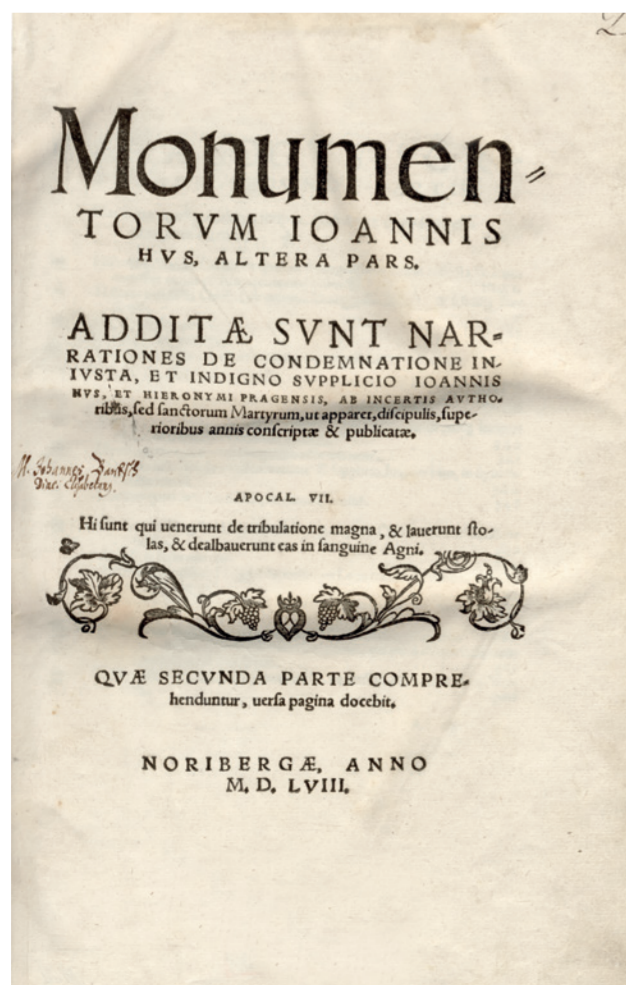 Monumen=
TORVM IOANNIS
HVS, ALTERA PARS.
ADDITÆ SVNT NAR-
RATIONES DE CONDEMNATIONE IN-
IVSTA, ET INDIGNO SVPPLICIO IOANNIS
HVS, ET HIERONYMI PRAGENSIS, AB INCERTIS AVTHO-
ribus, sed sanctorum Martyrum, ut apparet, discipulis, supe-
rioribus annis conscriptæ & publicatæ.
M. Johannes
APOCAL. VII.
Hi sunt qui uenerunt de tribulatione magna, & lauerunt sto-
las, & dealbauerunt eas in sanguine Agni.
QVÆ SECVNDA PARTE COMPRE-
henduntur, uersa pagina docebit.
NORIBERGÆ, ANNO
M. D. LVIII.